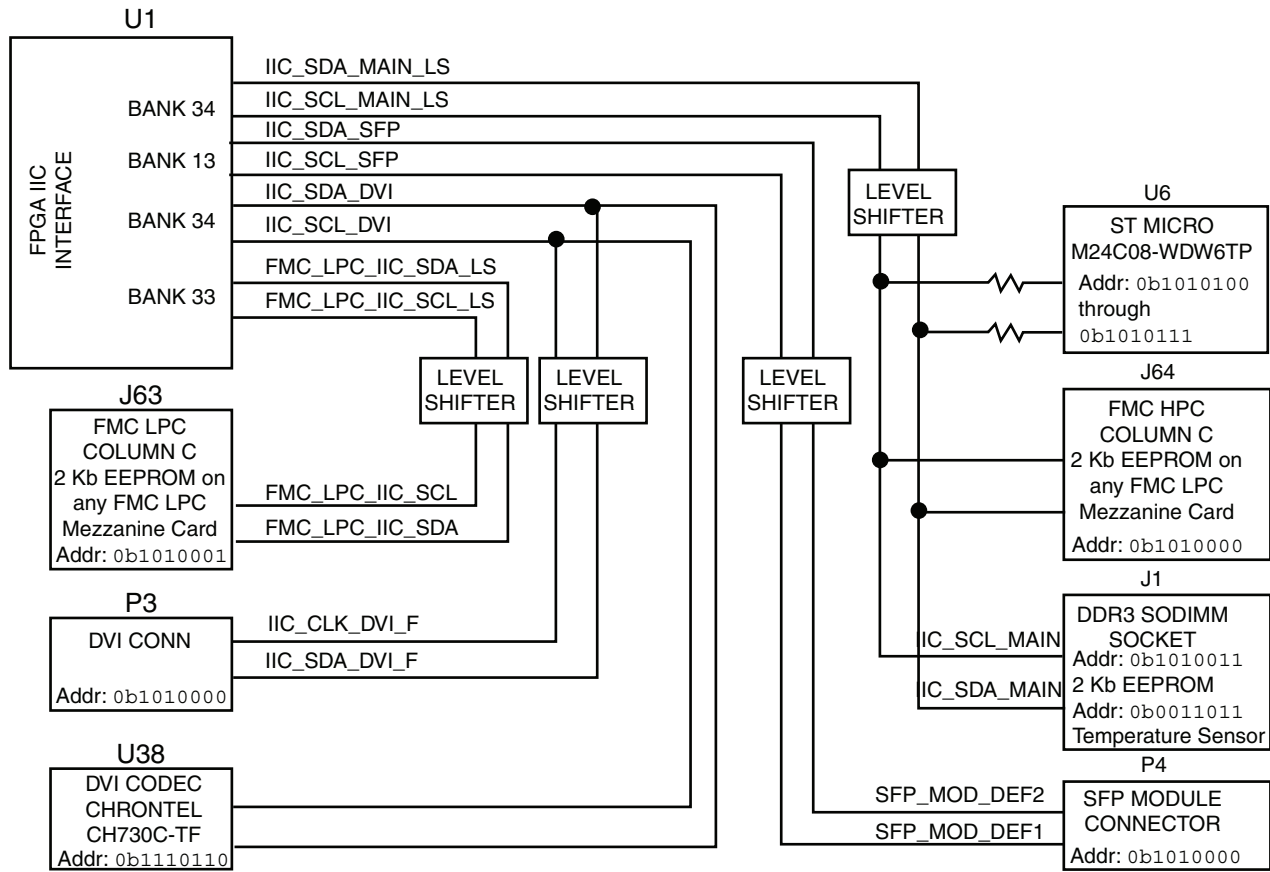 U1
FPGA IIC
INTERFACE
BANK 34
BANK 13
BANK 34
BANK 33
IIC_SDA_MAIN_LS
IIC_SCL_MAIN_LS
IIC_SDA_SFP
IIC_SCL_SFP
IIC_SDA_DVI
IIC_SCL_DVI
FMC_LPC_IIC_SDA_LS
FMC_LPC_IIC_SCL_LS
LEVEL
SHIFTER
LEVEL
SHIFTER
LEVEL
SHIFTER
LEVEL
SHIFTER
J63
FMC LPC
COLUMN C
2 Kb EEPROM on
any FMC LPC
Mezzanine Card
Addr: 0b1010001
FMC_LPC_IIC_SCL
FMC_LPC_IIC_SDA
P3
DVI CONN
Addr: 0b1010000
IIC_CLK_DVI_F
IIC_SDA_DVI_F
U38
DVI CODEC
CHRONTEL
CH730C-TF
Addr: 0b1110110
U6
ST MICRO
M24C08-WDW6TP
Addr: 0b1010100
through
0b1010111
J64
FMC HPC
COLUMN C
2 Kb EEPROM on
any FMC LPC
Mezzanine Card
Addr: 0b1010000
J1
DDR3 SODIMM
SOCKET
Addr: 0b1010011
2 Kb EEPROM
Addr: 0b0011011
Temperature Sensor
IIC_SCL_MAIN
IIC_SDA_MAIN
P4
SFP MODULE
CONNECTOR
Addr: 0b1010000
SFP_MOD_DEF2
SFP_MOD_DEF1